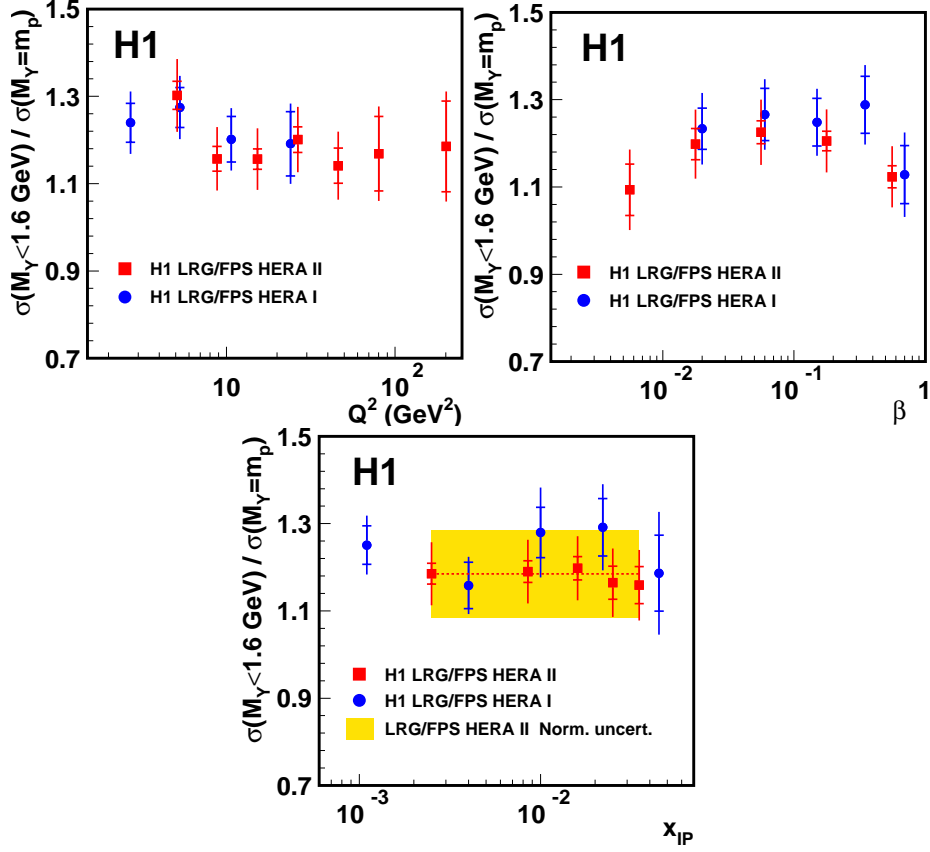 H1
σ(M_Y<1.6 GeV) / σ(M_Y=m_p)
1.5
1.3
1.1
0.9
0.7
H1 LRG/FPS HERA II
H1 LRG/FPS HERA I
10
10^2
Q^2 (GeV^2)
H1
σ(M_Y<1.6 GeV) / σ(M_Y=m_p)
1.5
1.3
1.1
0.9
0.7
H1 LRG/FPS HERA II
H1 LRG/FPS HERA I
10^-2
10^-1
1
β
H1
σ(M_Y<1.6 GeV) / σ(M_Y=m_p)
1.5
1.3
1.1
0.9
0.7
H1 LRG/FPS HERA II
H1 LRG/FPS HERA I
LRG/FPS HERA II Norm. uncert.
10^-3
10^-2
x_IP